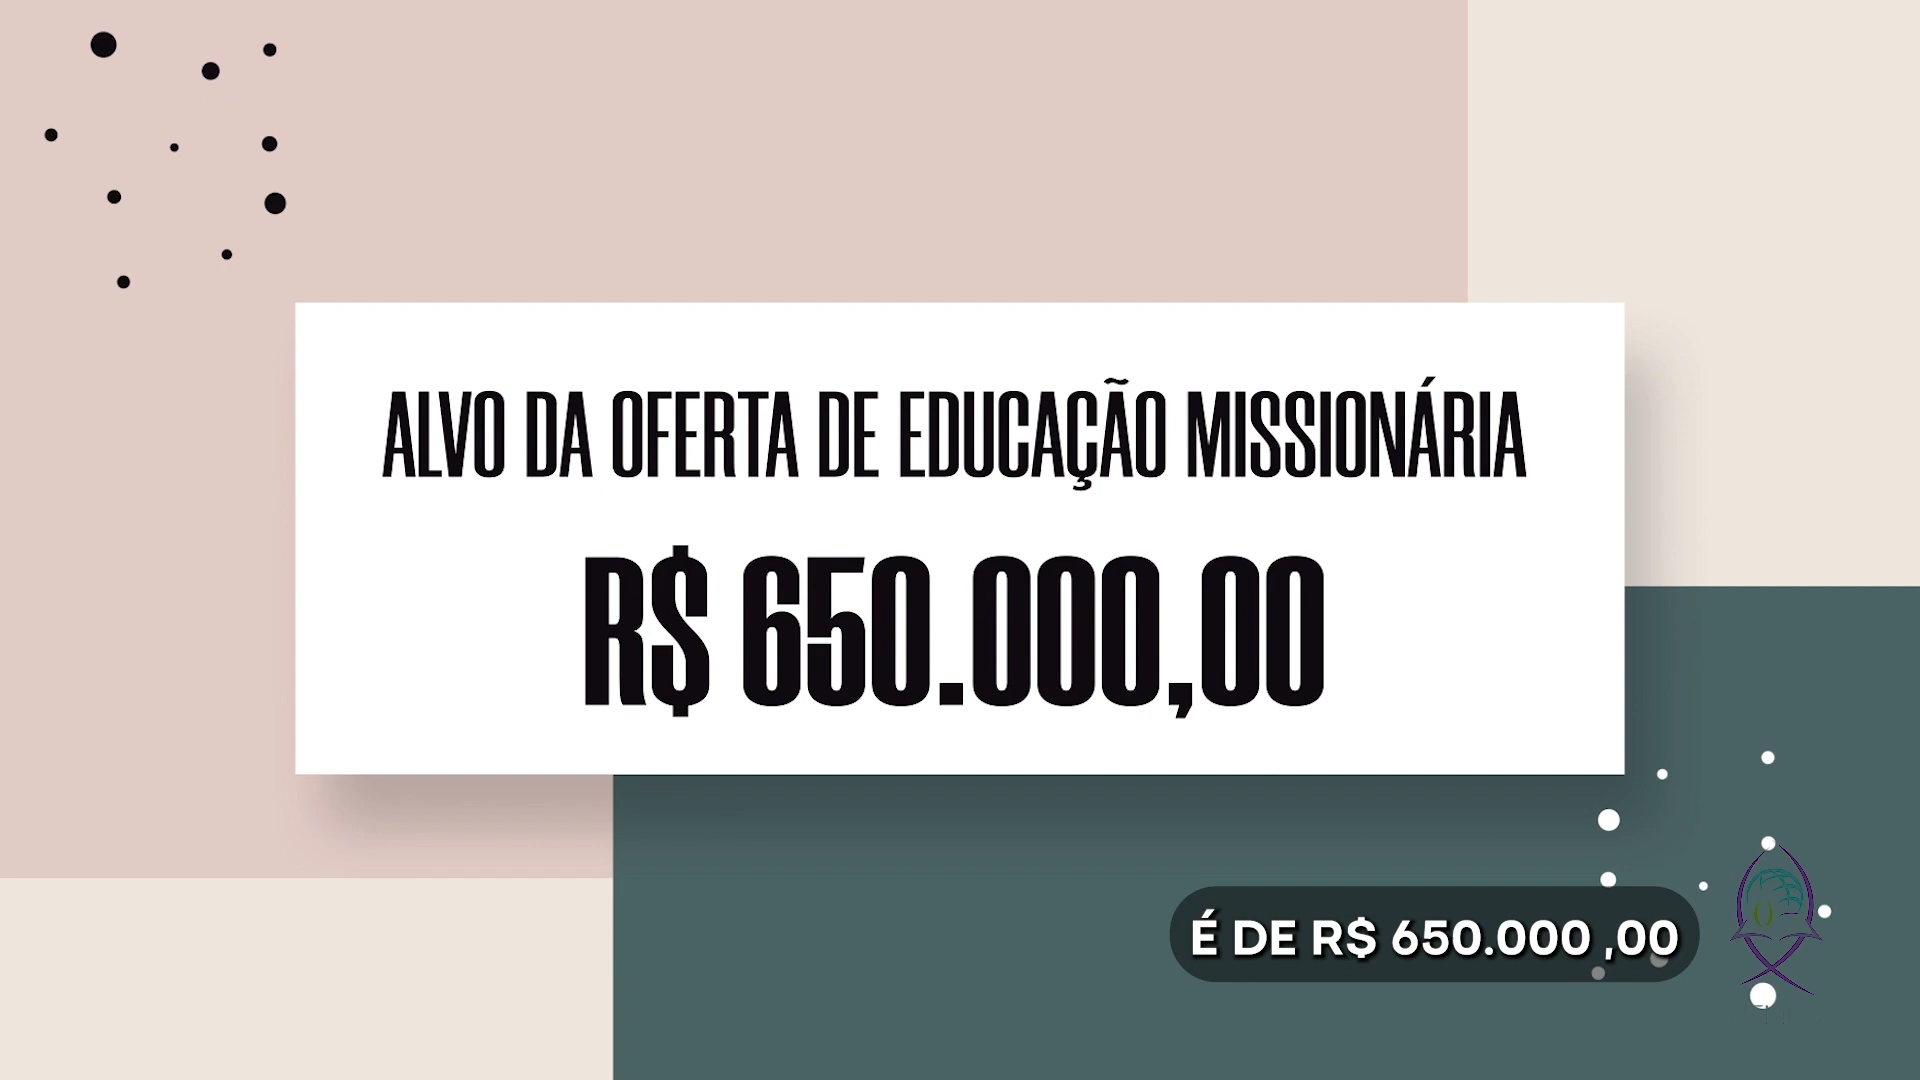 ALVO DA OFERTA DE EDUCAÇÃO MISSIONÁRIA
R$ 650.000,00
É DE R$ 650.000 ,00